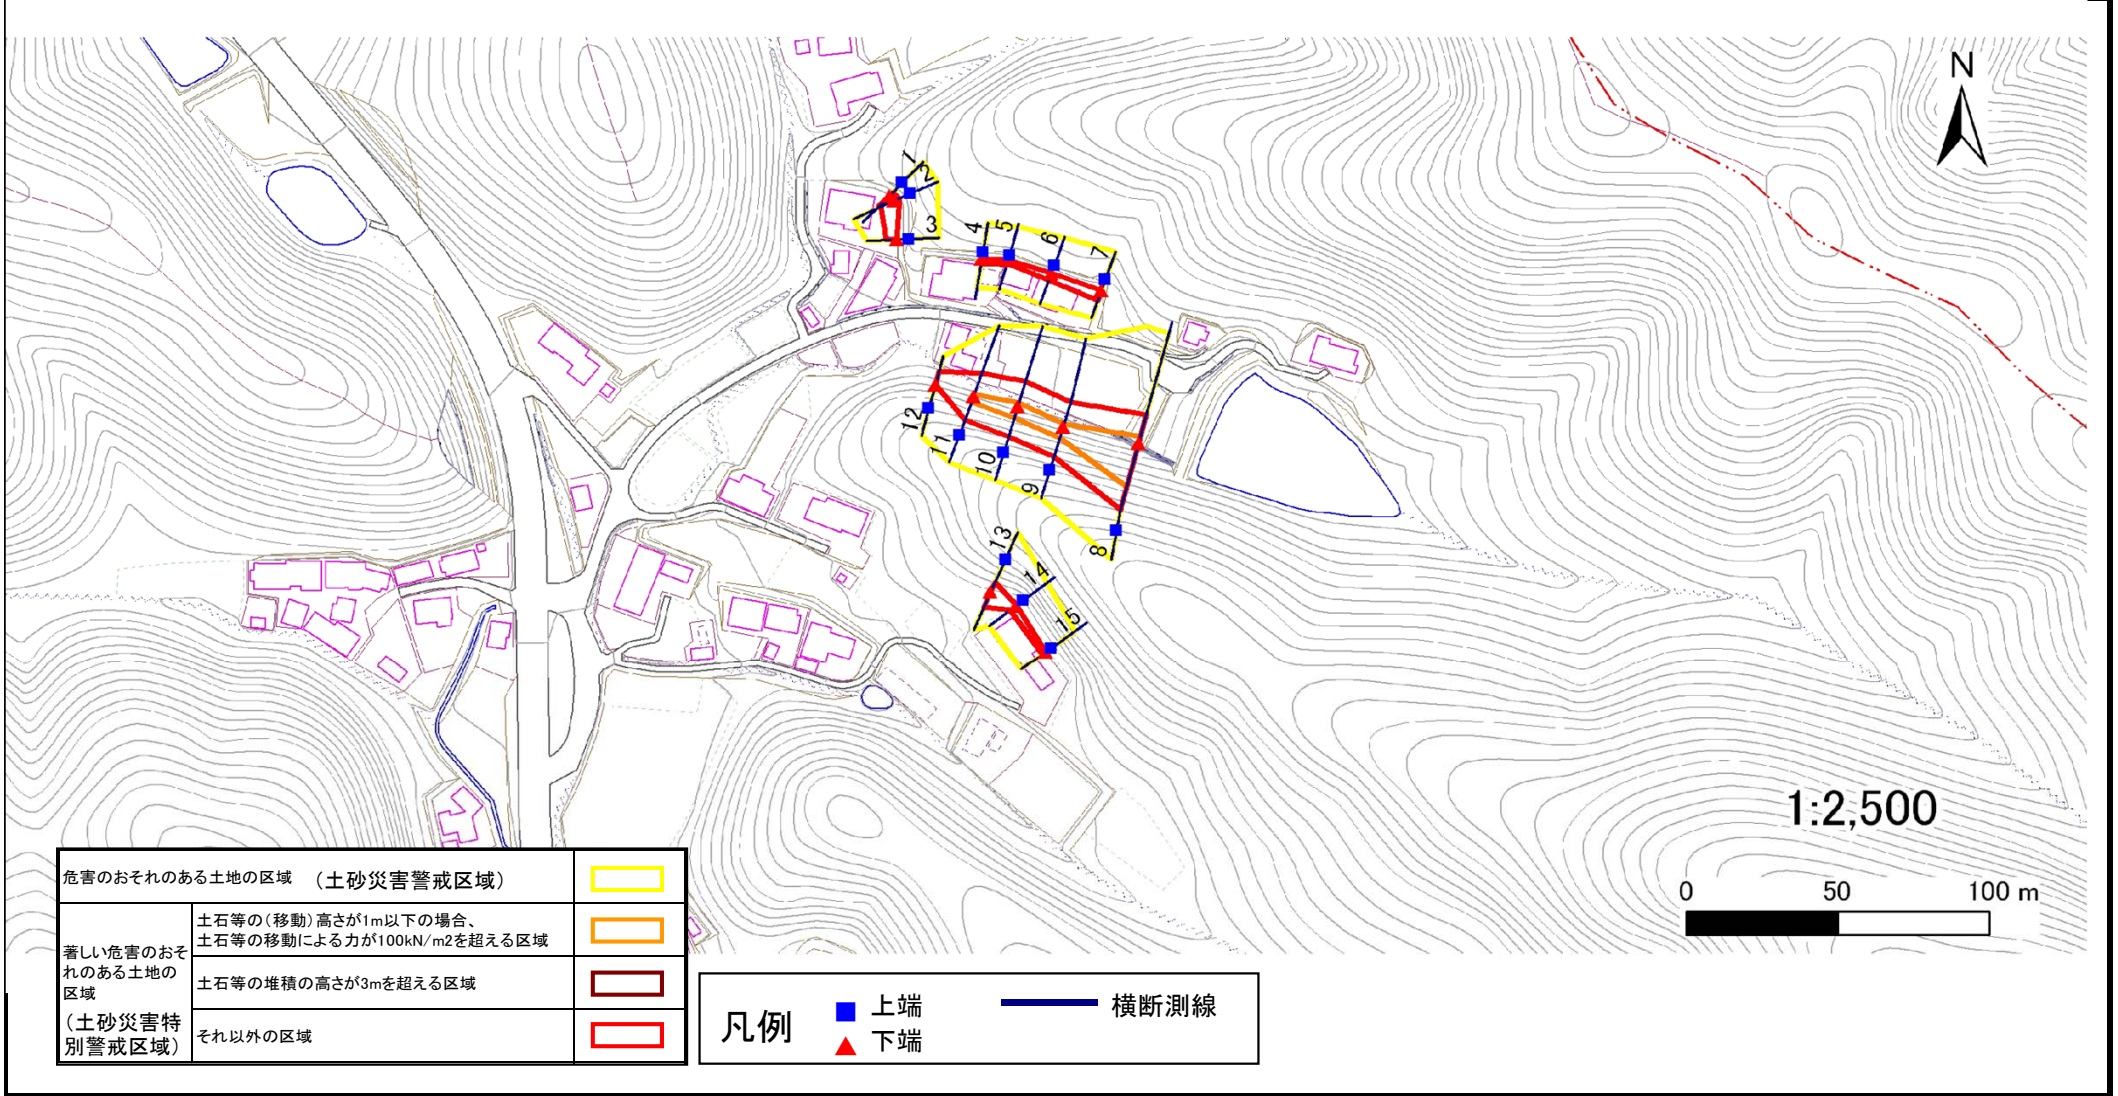 N
1
2
3
4
5
6
7
12
11
10
9
8
13
14
15
1:2,500
0 50 100 m
危害のおそれのある土地の区域 (土砂災害警戒区域)
著しい危害のおそ
れのある土地の
区域
(土砂災害特
別警戒区域)
土石等の(移動)高さが1m以下の場合、
土石等の移動による力が100kN/m2を超える区域
土石等の堆積の高さが3mを超える区域
それ以外の区域
凡例
上端
下端
横断測線